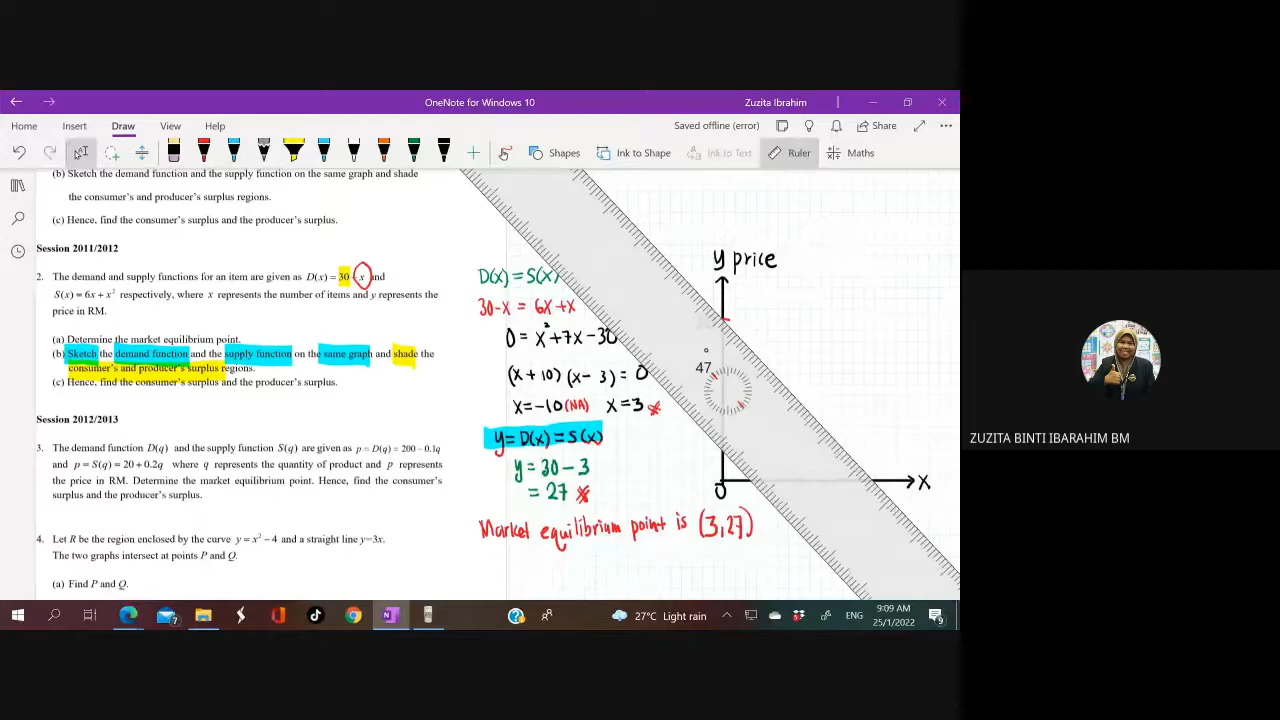 OneNote for Windows 10
Zuzita Ibrahim
Home Insert Draw View Help
Saved offline (error)
Share
Shapes
Ink to Shape
Ink to Text
Ruler
Maths
(b) Sketch the demand function and the supply function on the same graph and shade
the consumer's and producer's surplus regions.
(c) Hence, find the consumer's surplus and the producer's surplus.
Session 2011/2012
2. The demand and supply functions for an item are given as D(x) = 30 - x and
S(x) = 6x + x² respectively, where x represents the number of items and y represents the
price in RM.
(a) Determine the market equilibrium point.
(b) Sketch the demand function and the supply function on the same graph and shade the
consumer's and producer's surplus regions.
(c) Hence, find the consumer's surplus and the producer's surplus.
Session 2012/2013
3. The demand function D(q) and the supply function S(q) are given as p = D(q) = 200 - 0.1q
and p = S(q) = 20 + 0.2q where q represents the quantity of product and p represents
the price in RM. Determine the market equilibrium point. Hence, find the consumer's
surplus and the producer's surplus.
4. Let R be the region enclosed by the curve y = x² - 4 and a straight line y=3x.
The two graphs intersect at points P and Q.
(a) Find P and Q.
D(x) = S(x)
30-x = 6x+x
0 = x²+7x-30
(x+10)(x-3) = 0
x=-10 (NA) x=3
y = D(x) = S(x)
y = 30 - 3
= 27
Market equilibrium point is (3,27)
y price
47°
0
x
ZUZITA BINTI IBARAHIM BM
27°C Light rain
ENG
9:09 AM
25/1/2022
7
9